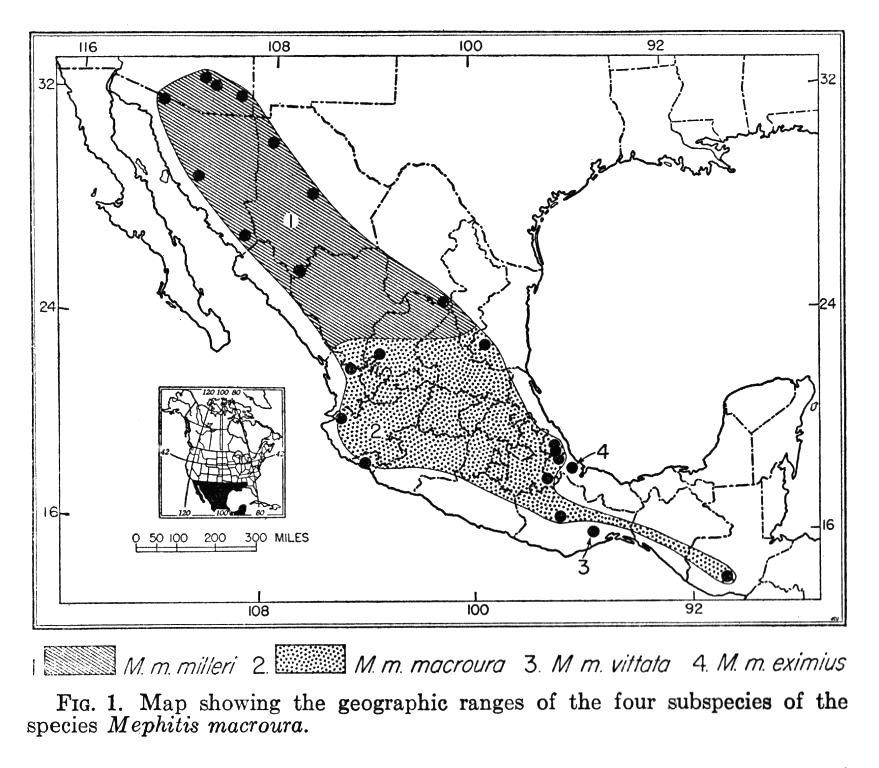 116 108 100 92
32 32
1
24 24
2
120 100 80
4
42 42
16 16
120 100 80
3
0 50 100 200 300 MILES
108 100 92
1 M. m. milleri 2. M. m. macroura 3. M m. vittata 4. M. m. eximius
FIG. 1. Map showing the geographic ranges of the four subspecies of the
species Mephitis macroura.